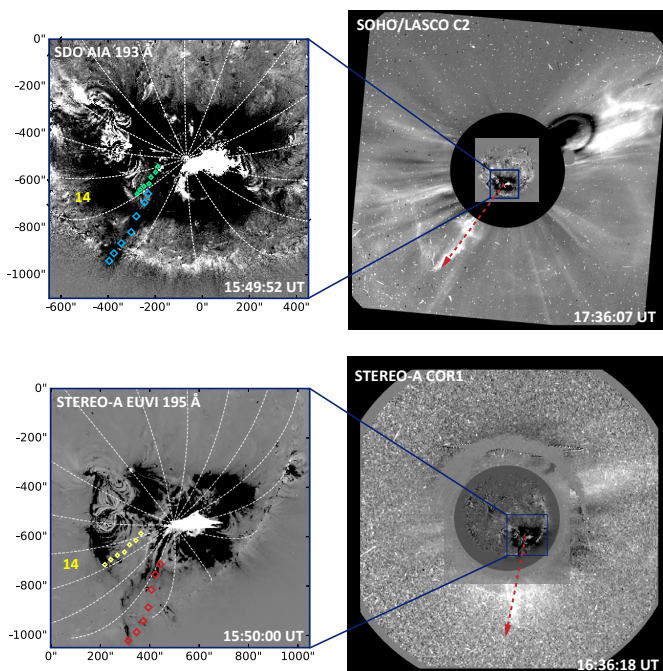 SDO AIA 193 Å
0"
-200"
-400"
-600"
-800"
-1000"
14
15:49:52 UT
-600" -400" -200" 0" 200" 400"
SOHO/LASCO C2
17:36:07 UT
STEREO-A EUVI 195 Å
0"
-200"
-400"
-600"
-800"
-1000"
14
15:50:00 UT
0" 200" 400" 600" 800" 1000"
STEREO-A COR1
16:36:18 UT